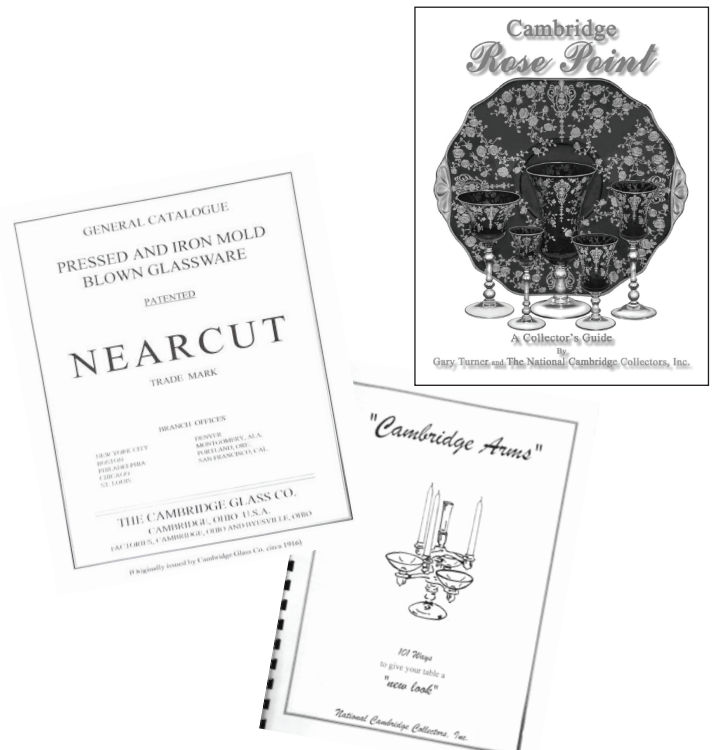 Cambridge
Rose Point
A Collector's Guide
By
Gary Turner and The National Cambridge Collectors, Inc.
GENERAL CATALOGUE
PRESSED AND IRON MOLD
BLOWN GLASSWARE
PATENTED
NEARCUT
TRADE MARK
BRANCH OFFICES
NEW YORK CITY
BOSTON
PHILADELPHIA
CHICAGO
ST. LOUIS
DENVER
MONTGOMERY, ALA.
PORTLAND, ORE.
SAN FRANCISCO, CAL.
THE CAMBRIDGE GLASS CO.
CAMBRIDGE, OHIO U.S.A.
FACTORIES, CAMBRIDGE, OHIO AND BYESVILLE, OHIO
(Originally issued by Cambridge Glass Co. circa 1916)
"Cambridge Arms"
101 Ways
to give your table a
"new look"
National Cambridge Collectors, Inc.